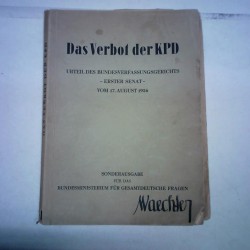 Das Verbot der KPD
URTEIL DES BUNDESVERFASSUNGSGERICHTS
– ERSTER SENAT –
VOM 17. AUGUST 1956
SONDERAUSGABE
FÜR DAS
BUNDESMINISTERIUM FÜR GESAMTDEUTSCHE FRAGEN
Waechter